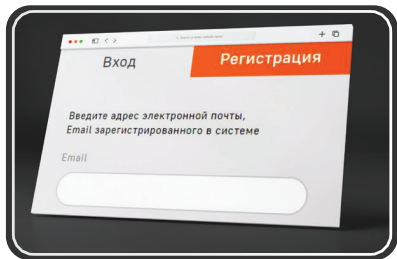 Вход
Регистрация
Введите адрес электронной почты,
Email зарегистрированного в системе
Email